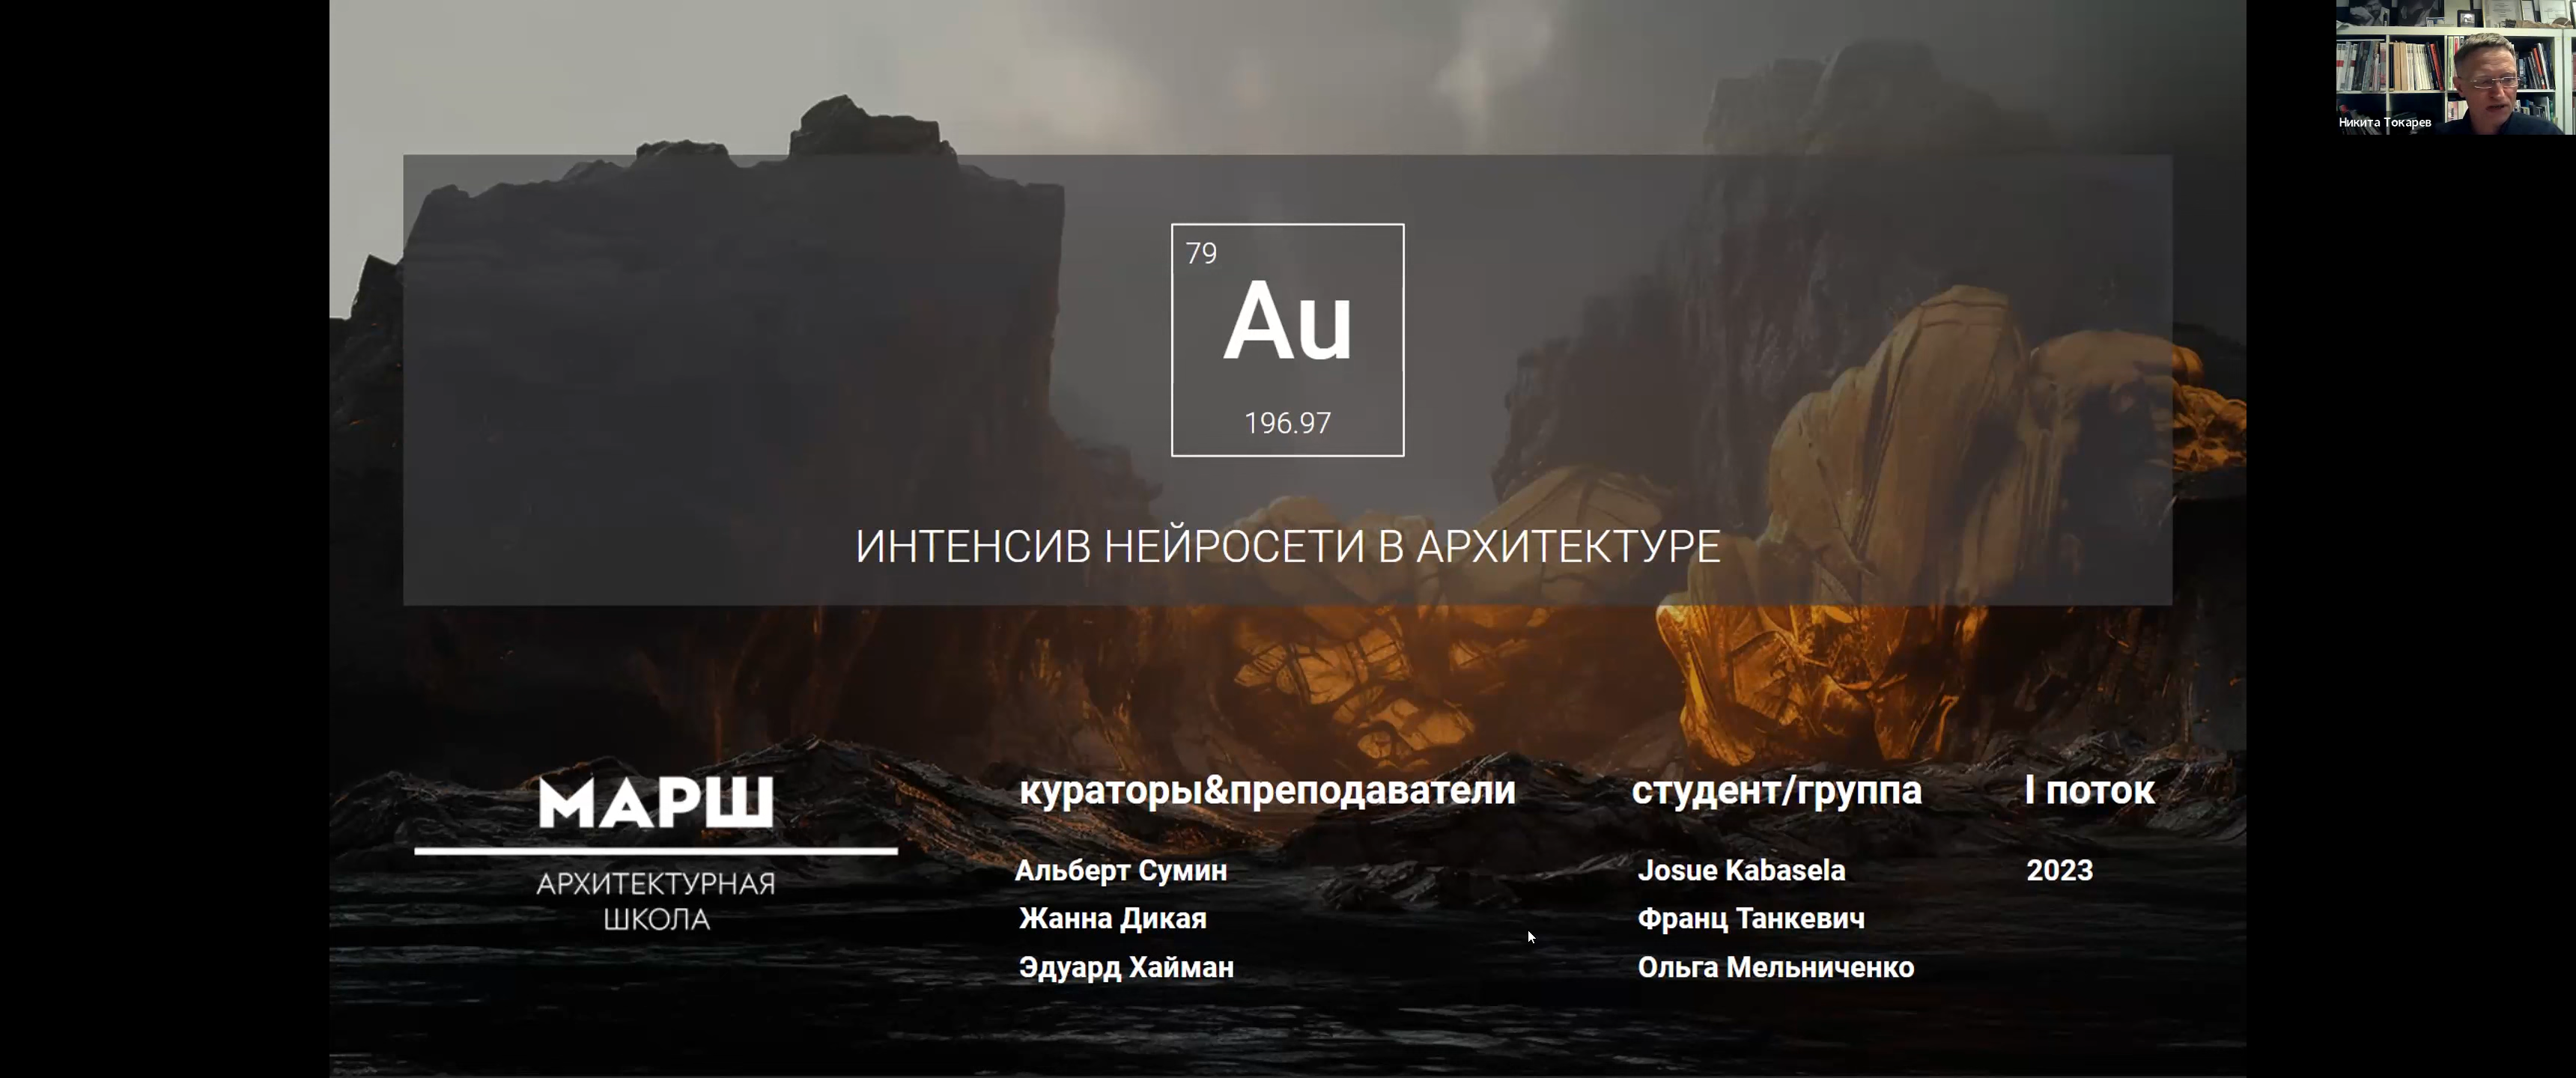 Никита Токарев
79
Au
196.97
ИНТЕНСИВ НЕЙРОСЕТИ В АРХИТЕКТУРЕ
МАРШ
АРХИТЕКТУРНАЯ
ШКОЛА
кураторы&преподаватели
Альберт Сумин
Жанна Дикая
Эдуард Хайман
студент/группа
Josue Kabasela
Франц Танкевич
Ольга Мельниченко
I поток
2023